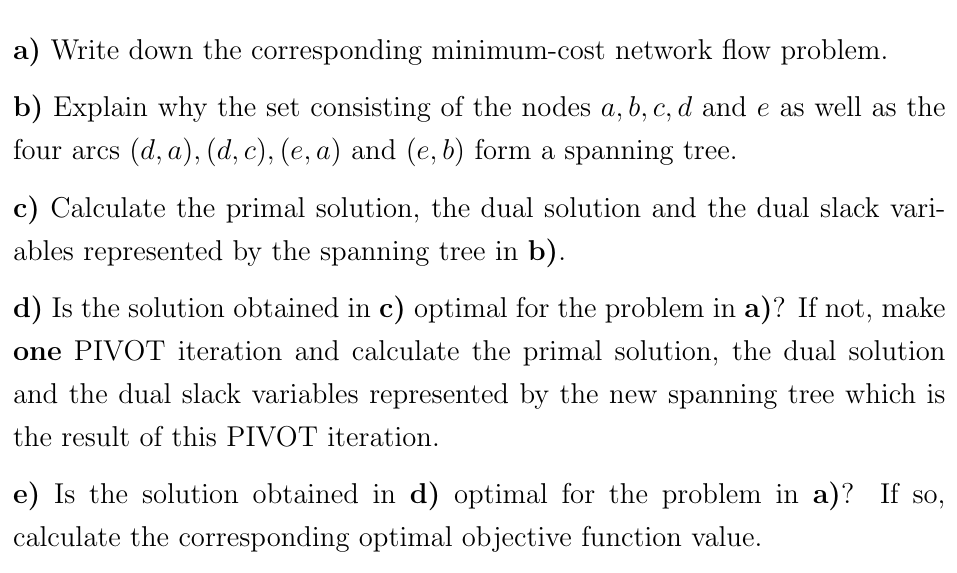 a) Write down the corresponding minimum-cost network flow problem.
b) Explain why the set consisting of the nodes a, b, c, d and e as well as the
four arcs (d, a), (d, c), (e, a) and (e, b) form a spanning tree.
c) Calculate the primal solution, the dual solution and the dual slack vari-
ables represented by the spanning tree in b).
d) Is the solution obtained in c) optimal for the problem in a)? If not, make
one PIVOT iteration and calculate the primal solution, the dual solution
and the dual slack variables represented by the new spanning tree which is
the result of this PIVOT iteration.
e) Is the solution obtained in d) optimal for the problem in a)? If so,
calculate the corresponding optimal objective function value.